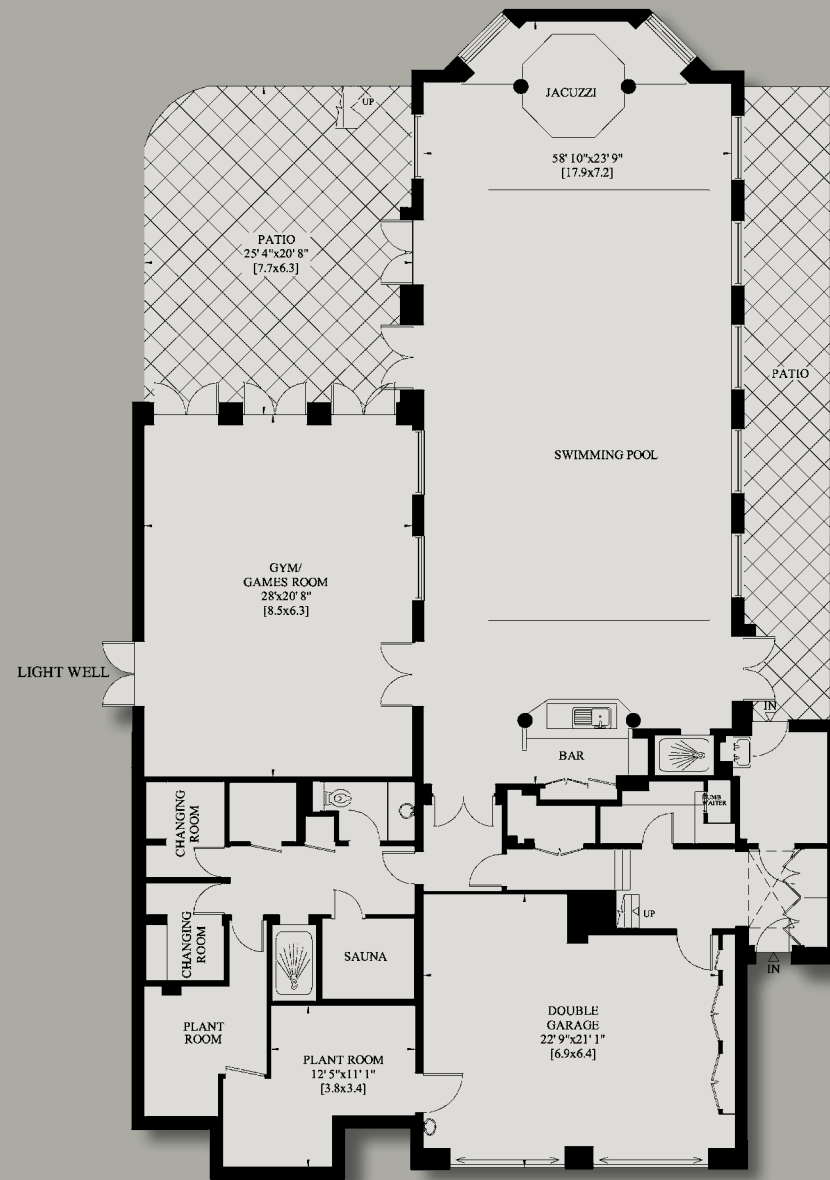 UP
JACUZZI
58' 10"x23' 9"
[17.9x7.2]
PATIO
25' 4"x20' 8"
[7.7x6.3]
PATIO
SWIMMING POOL
GYM/
GAMES ROOM
28'x20' 8"
[8.5x6.3]
LIGHT WELL
IN
BAR
CHANGING
ROOM
WAITER
CHANGING
ROOM
SAUNA
UP
IN
PLANT
ROOM
DOUBLE
GARAGE
22' 9"x21' 1"
[6.9x6.4]
PLANT ROOM
12' 5"x11' 1"
[3.8x3.4]